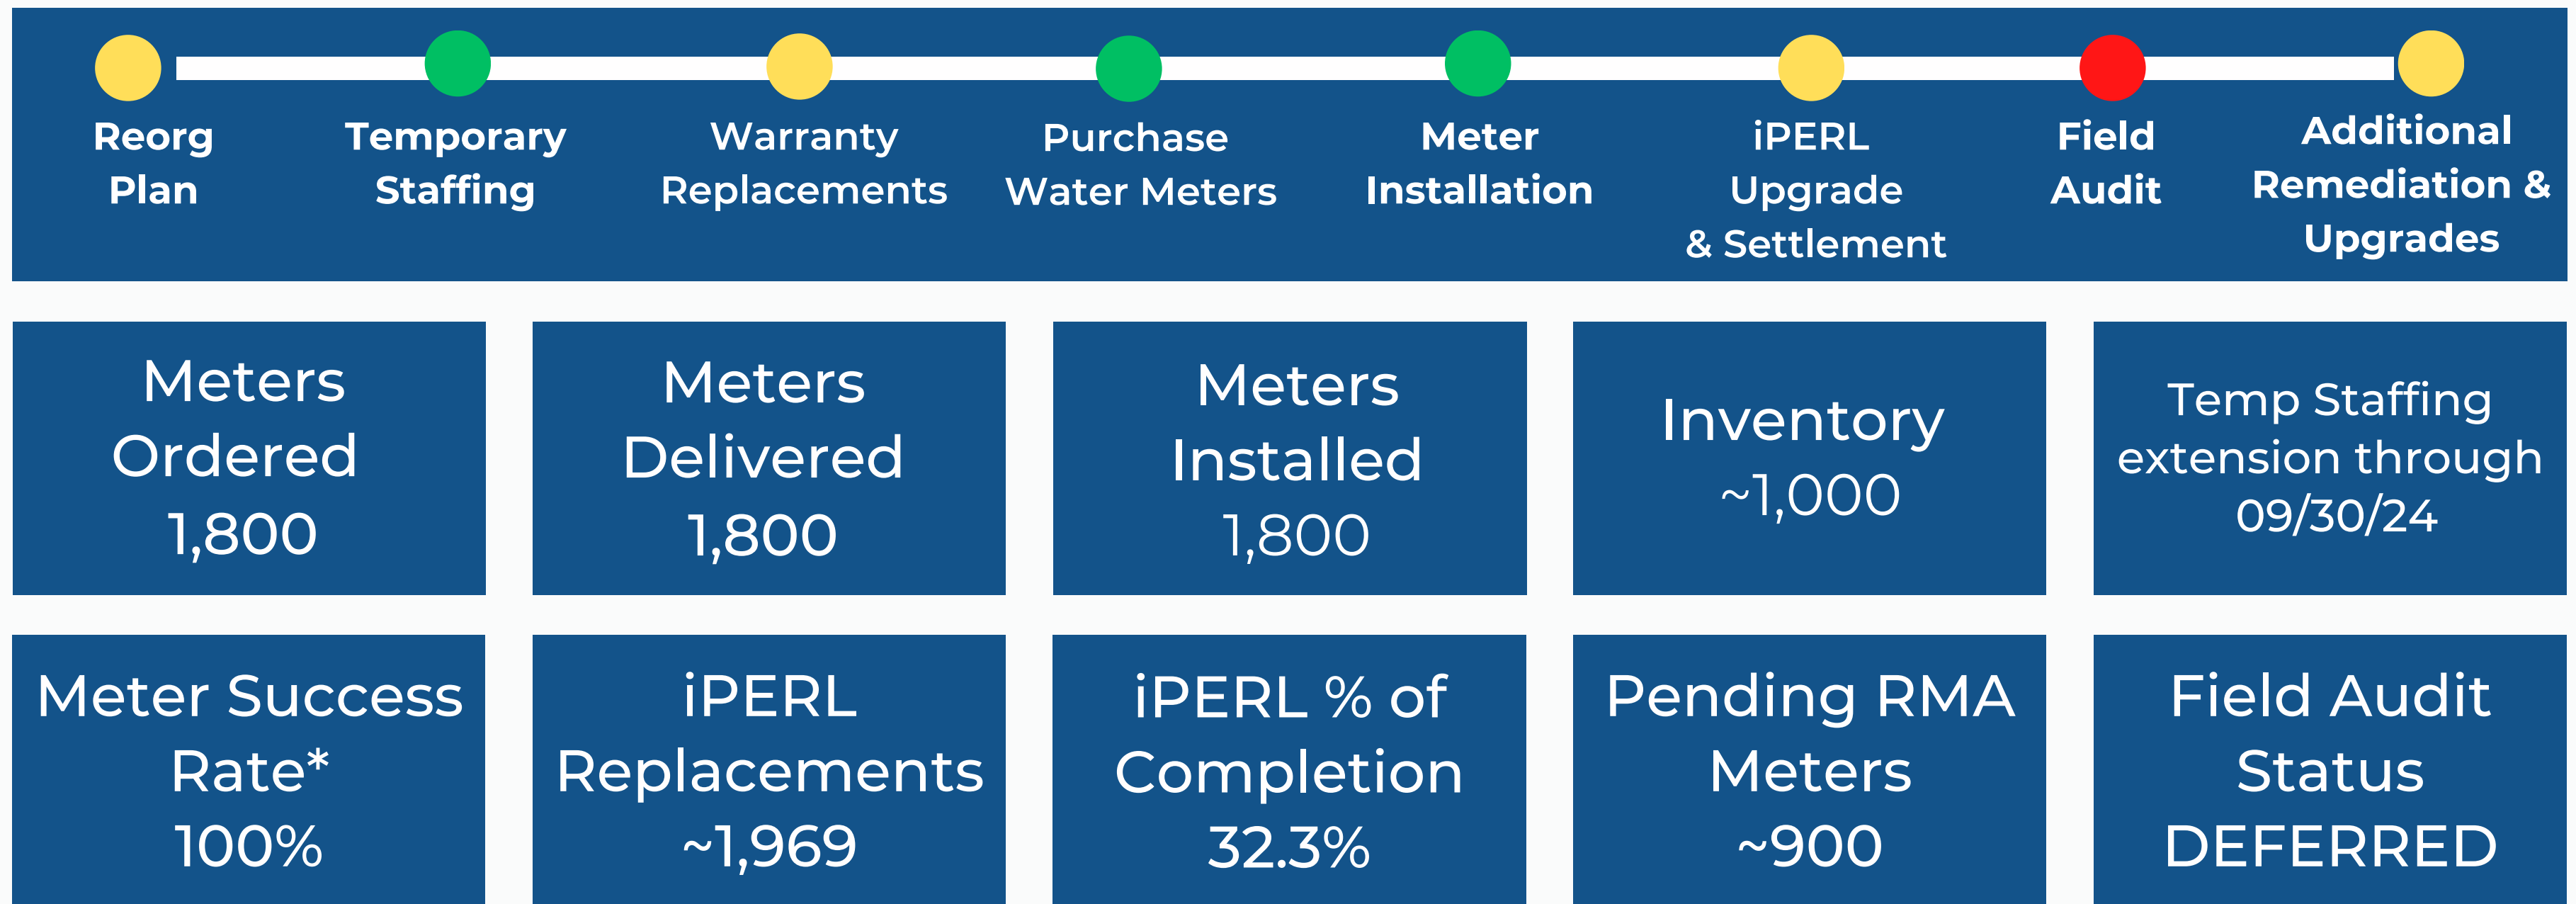 Reorg
Plan
Temporary
Staffing
Warranty
Replacements
Purchase
Water Meters
Meter
Installation
iPERL
Upgrade
& Settlement
Field
Audit
Additional
Remediation &
Upgrades
Meters
Ordered
1,800
Meters
Delivered
1,800
Meters
Installed
1,800
Inventory
~1,000
Temp Staffing
extension through
09/30/24
Meter Success
Rate*
100%
iPERL
Replacements
~1,969
iPERL % of
Completion
32.3%
Pending RMA
Meters
~900
Field Audit
Status
DEFERRED